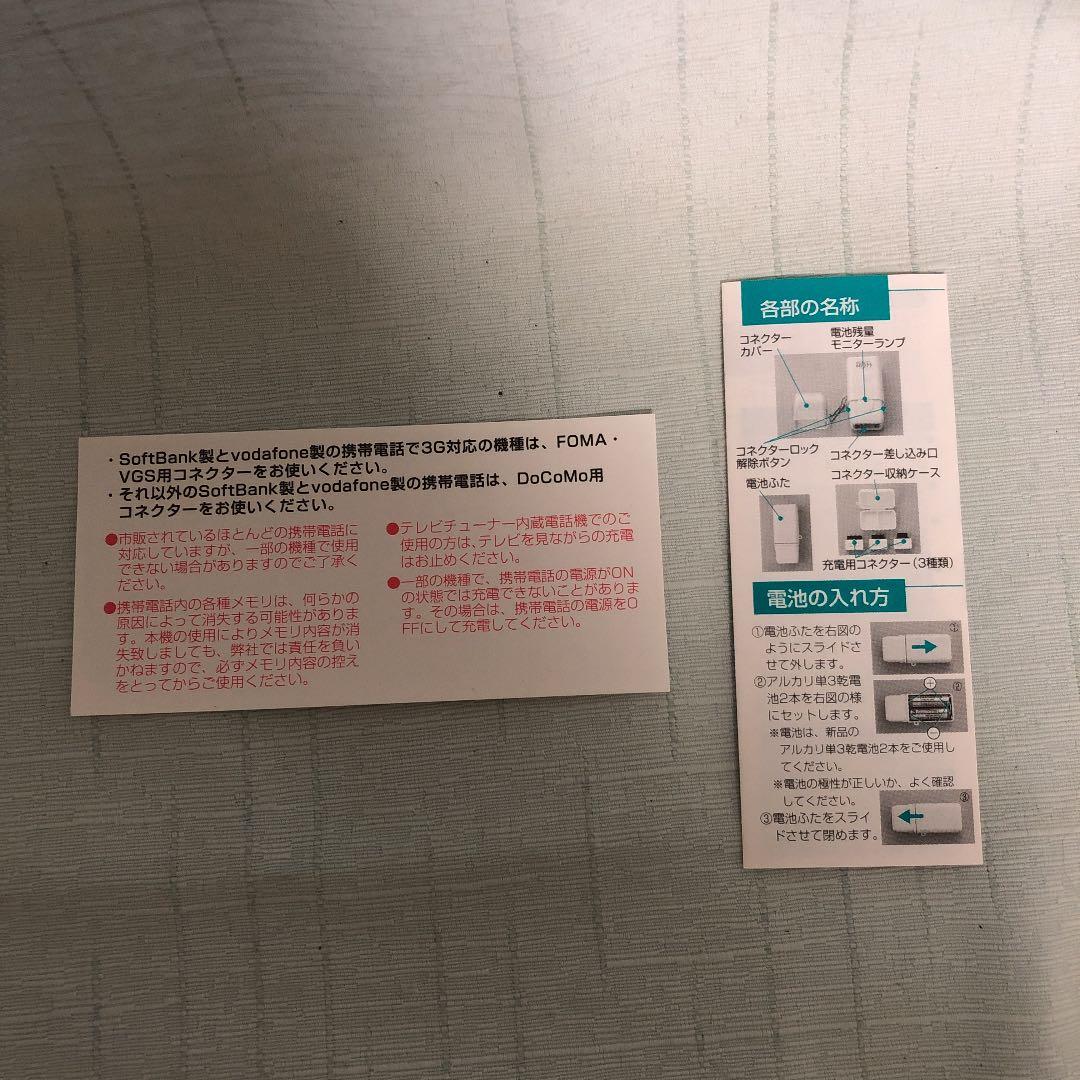 ・SoftBank製とvodafone製の携帯電話で3G対応の機種は、FOMA・
VGS用コネクターをお使いください。
・それ以外のSoftBank製とvodafone製の携帯電話は、DoCoMo用
コネクターをお使いください。
●市販されているほとんどの携帯電話に
対応していますが、一部の機種で使用
できない場合がありますのでご了承く
ださい。
●携帯電話内の各種メモリは、何らかの
原因によって消失する可能性がありま
す。本機の使用によりメモリ内容が消
失致しましても、弊社では責任を負い
かねますので、必ずメモリ内容の控え
をとってからご使用ください。
●テレビチューナー内蔵電話機でのご
使用の方は、テレビを見ながらの充電
はお止めください。
●一部の機種で、携帯電話の電源がON
の状態では充電できないことがありま
す。その場合は、携帯電話の電源をO
FFにして充電してください。
各部の名称
コネクター
カバー
電池残量
モニターランプ
コネクターロック
解除ボタン
コネクター差し込み口
電池ふた
コネクター収納ケース
充電用コネクター(3種類)
電池の入れ方
①電池ふたを右図の
ようにスライドさ
せて外します。
①
②アルカリ単3乾電
池2本を右図の様
にセットします。
＋
②
－
※電池は、新品の
アルカリ単3乾電池2本をご使用し
てください。
※電池の極性が正しいか、よく確認
してください。
③電池ふたをスライ
ドさせて閉めます。
③